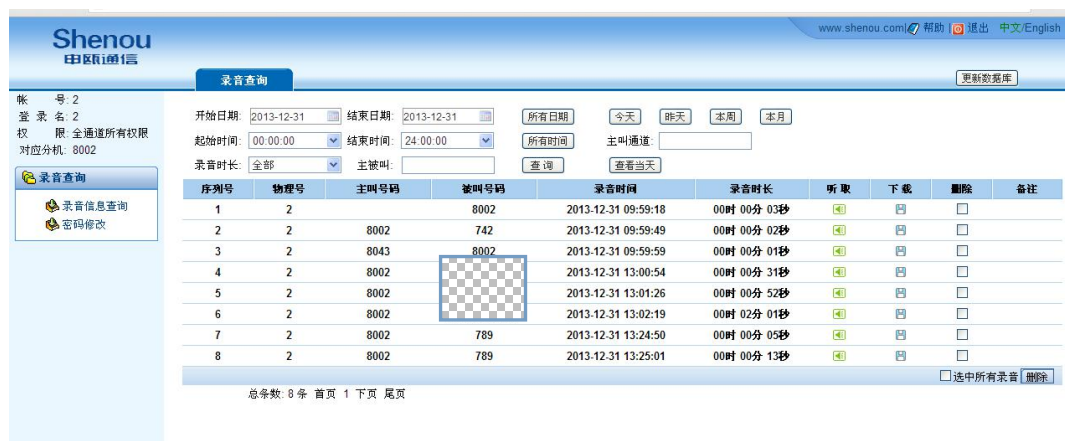 www.shenou.com| 帮助 | 退出 中文/English
Shenou
申瓯通信
录音查询
更新数据库
帐 号: 2
登 录 名: 2
权 限: 全通道所有权限
对应分机: 8002
录音查询
录音信息查询
密码修改
开始日期: 2013-12-31 结束日期: 2013-12-31 所有日期 今天 昨天 本周 本月
起始时间: 00:00:00 结束时间: 24:00:00 所有时间 主叫通道:
录音时长: 全部 主被叫: 查 询 查看当天
序列号 物理号 主叫号码 被叫号码 录音时间 录音时长 听 取 下 载 删除 备注
1 2 8002 2013-12-31 09:59:18 00时 00分 03秒
2 2 8002 742 2013-12-31 09:59:49 00时 00分 02秒
3 2 8043 8002 2013-12-31 09:59:59 00时 00分 01秒
4 2 8002 2013-12-31 13:00:54 00时 00分 31秒
5 2 8002 2013-12-31 13:01:26 00时 00分 52秒
6 2 8002 2013-12-31 13:02:19 00时 02分 01秒
7 2 8002 789 2013-12-31 13:24:50 00时 00分 05秒
8 2 8002 789 2013-12-31 13:25:01 00时 00分 13秒
选中所有录音 删除
总条数: 8 条 首页 1 下页 尾页